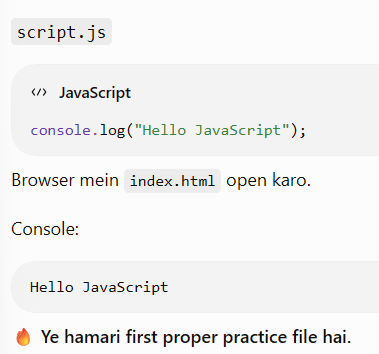 script.js
</> JavaScript
console.log("Hello JavaScript");
Browser mein index.html open karo.
Console:
Hello JavaScript
🔥 Ye hamari first proper practice file hai.